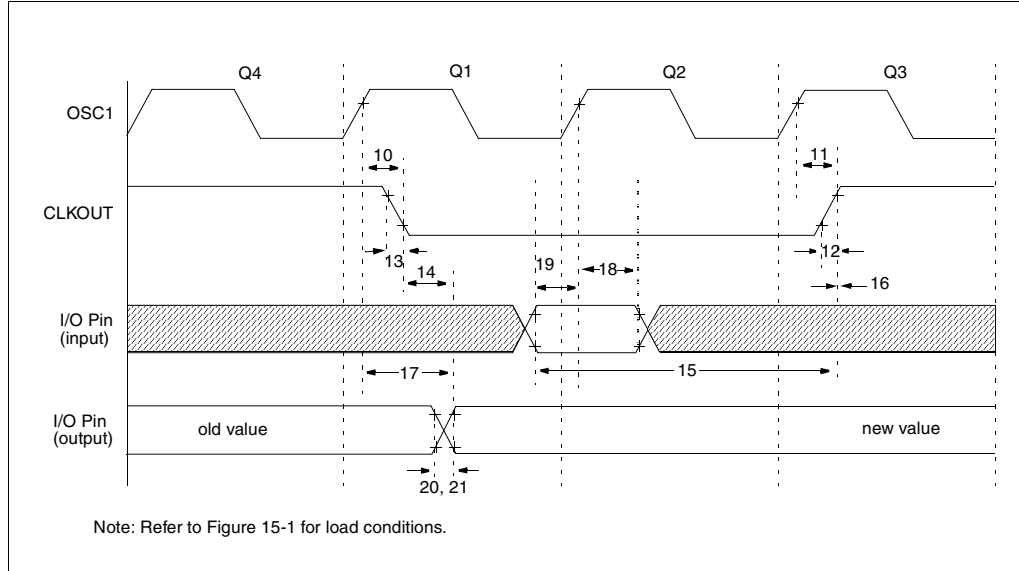 Q4 Q1 Q2 Q3
OSC1
10 11
CLKOUT
13 12
14 19 18 16
I/O Pin
(input)
17 15
I/O Pin
(output)
old value new value
20, 21
Note: Refer to Figure 15-1 for load conditions.